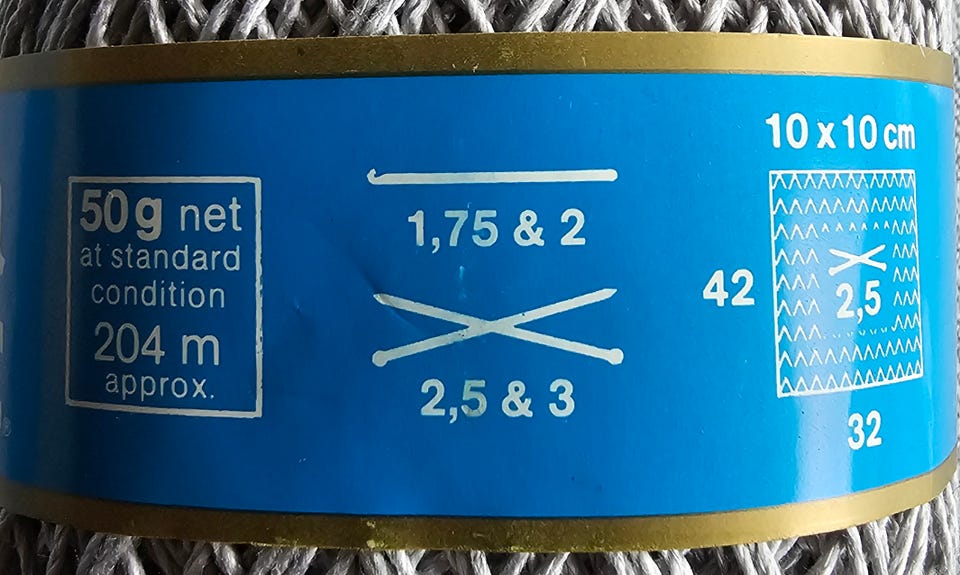 50g net
at standard
condition
204 m
approx.
1,75 & 2
2,5 & 3
10 x 10 cm
42
2,5
32
®